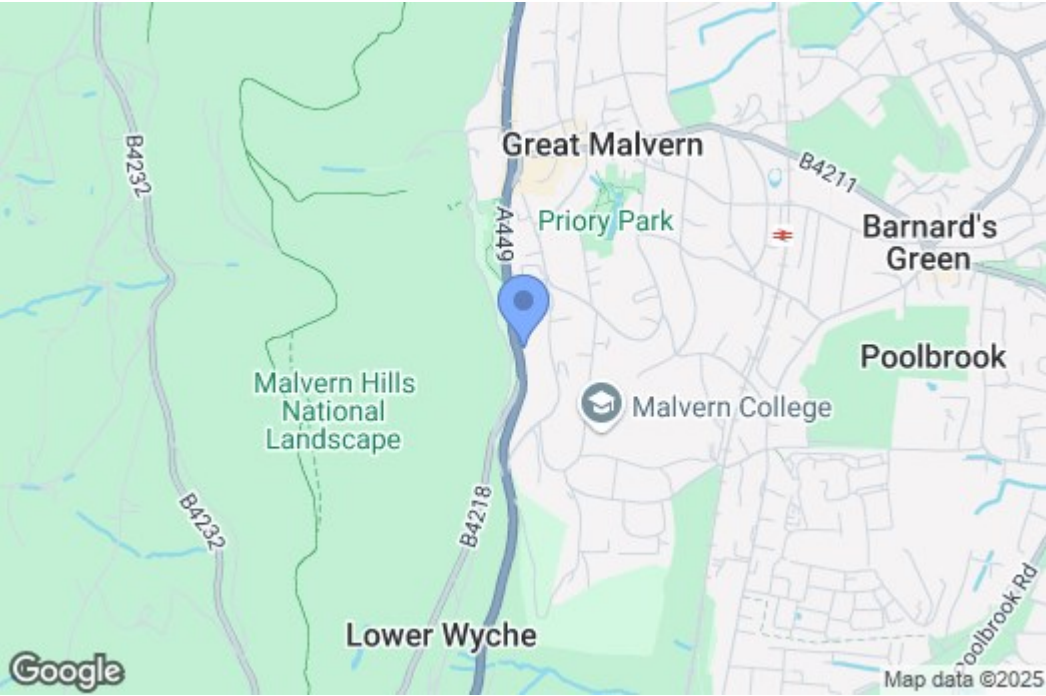 Great Malvern
B4232
B4211
A449
Priory Park
Barnard's
Green
Poolbrook
Malvern Hills
National
Landscape
Malvern College
B4232
B4218
Lower Wyche
Poolbrook Rd
Google
Map data ©2025